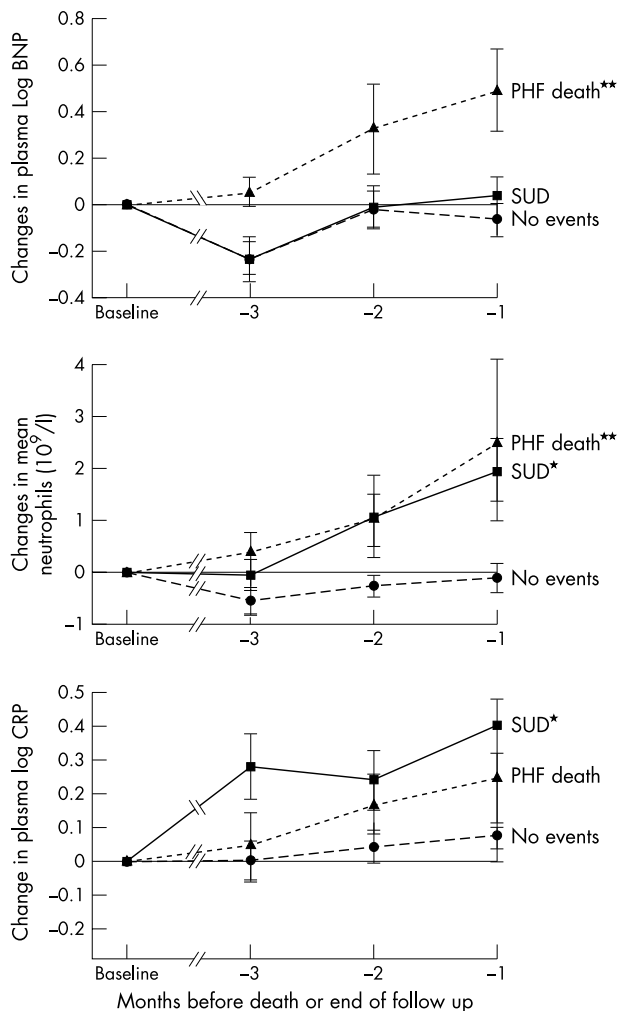 Changes in plasma Log BNP
0.8
0.6
0.4
0.2
0
–0.2
–0.4
PHF death★★
SUD
No events
Baseline
–3
–2
–1
Changes in mean
neutrophils (10⁹/l)
4
3
2
1
0
–1
PHF death★★
SUD★
No events
Baseline
–3
–2
–1
Change in plasma log CRP
0.5
0.4
0.3
0.2
0.1
0
–0.1
–0.2
SUD★
PHF death
No events
Baseline
–3
–2
–1
Months before death or end of follow up